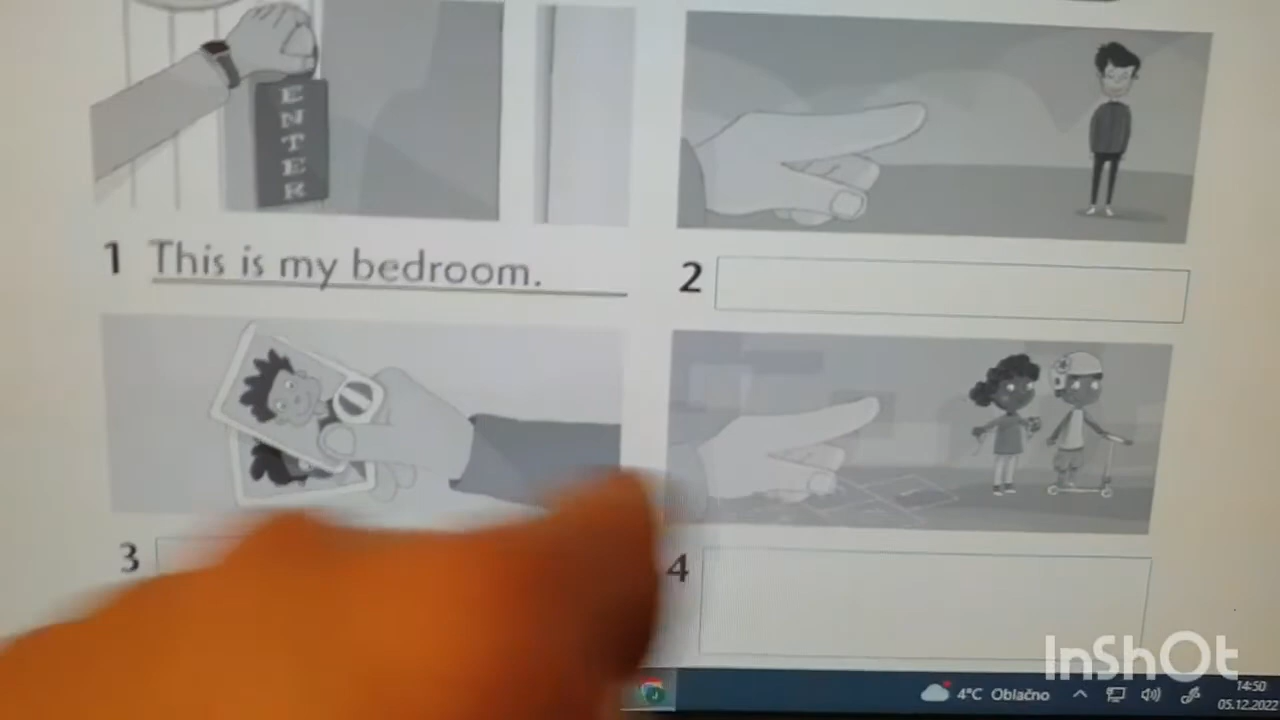 ENTER
1 This is my bedroom.
2
3
4
InShOt
4°C Oblačno
14:50
05.12.2022